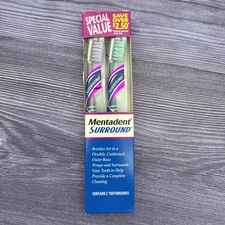 SPECIAL
VALUE
SAVE
OVER
$2.50*
Mentadent®
SURROUND®
Bristles Set in a
Flexible, Cushioned
Outer Base
Wraps and Surrounds
Your Teeth to Help
Provide a Complete
Cleaning
CONTAINS 2 TOOTHBRUSHES